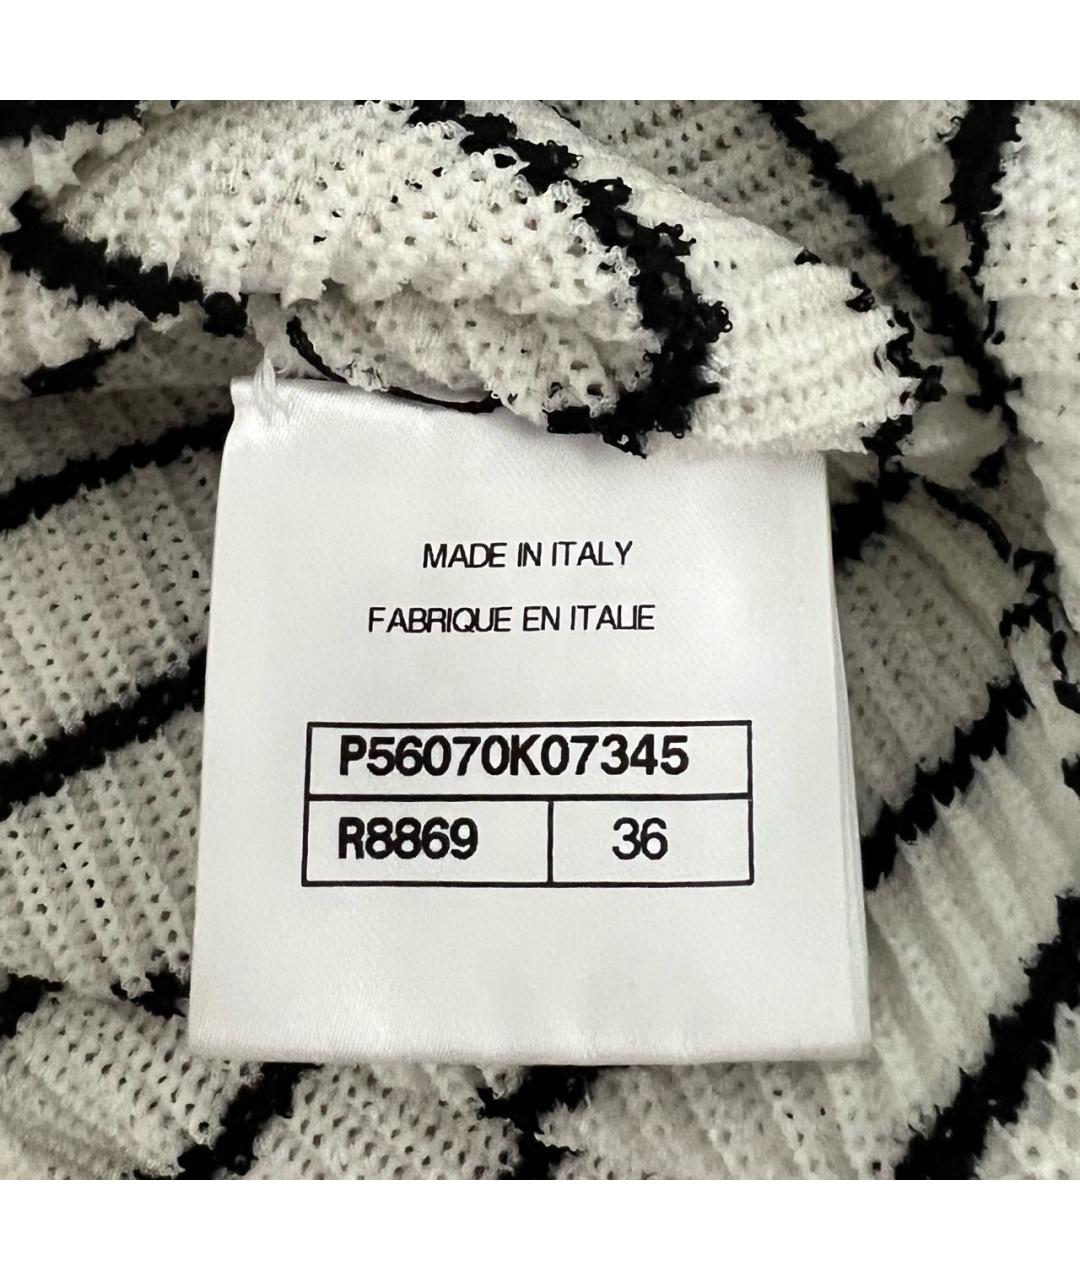 MADE IN ITALY
FABRIQUE EN ITALIE
P56070K07345
R8869 36